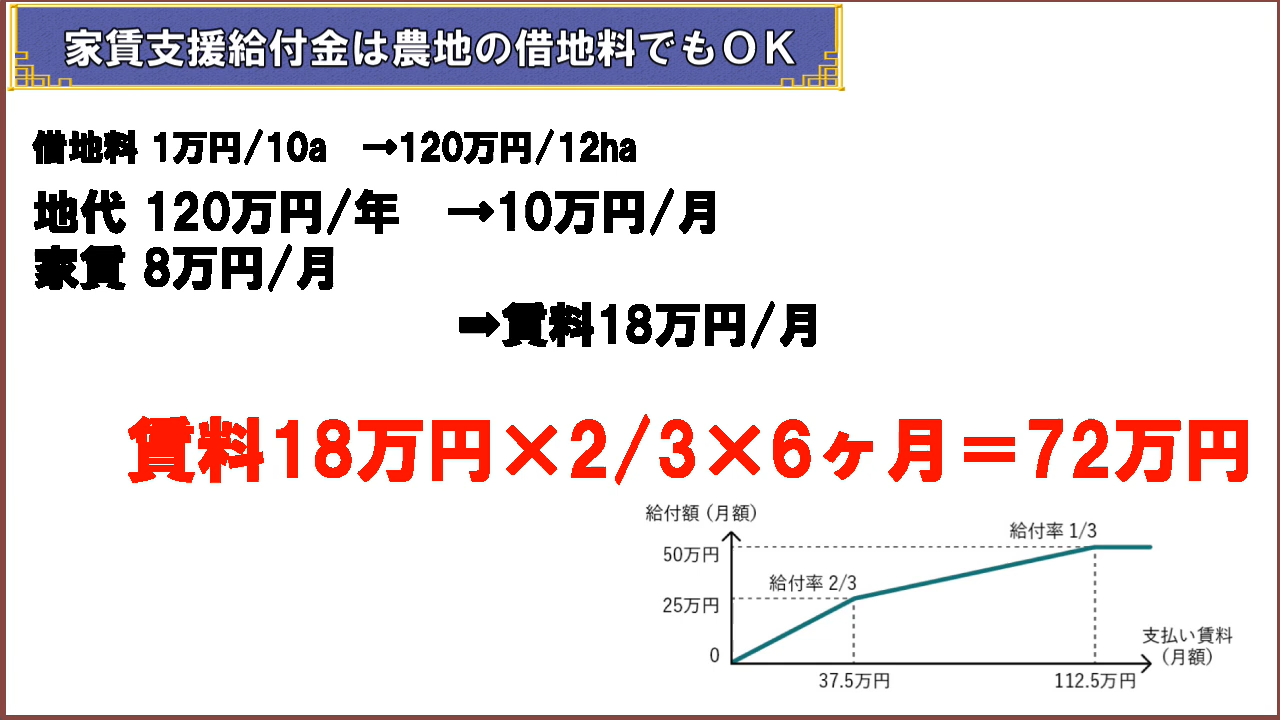 家賃支援給付金は農地の借地料でもＯＫ
借地料 1万円/10a　→120万円/12ha
地代 120万円/年　→10万円/月
家賃 8万円/月
➡賃料18万円/月
賃料18万円×2/3×6ヶ月＝72万円
給付額（月額）
給付率 1/3
50万円
給付率 2/3
25万円
0
支払い賃料
（月額）
37.5万円
112.5万円